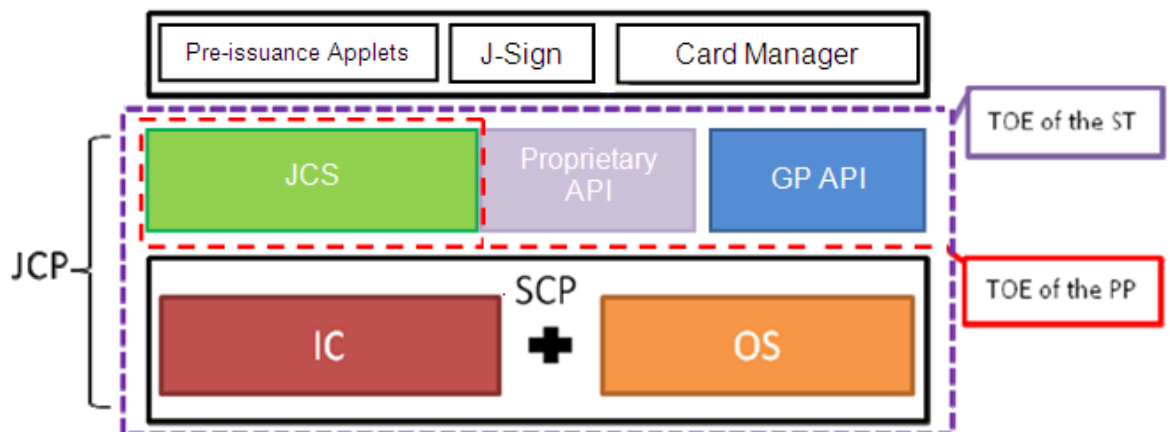 Pre-issuance Applets
J-Sign
Card Manager
TOE of the ST
JCS
Proprietary
API
GP API
JCP
TOE of the PP
SCP
IC
OS